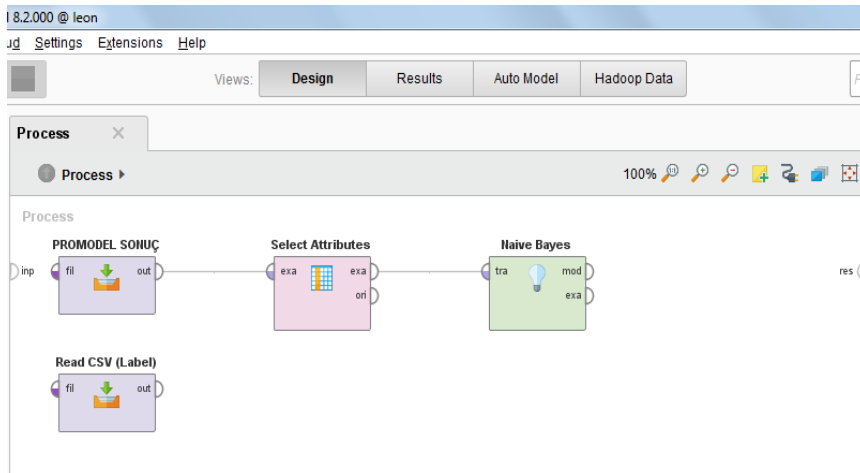 8.2.000 @ leon
Settings Extensions Help
Views: Design Results Auto Model Hadoop Data
Process
Process
100%
Process
PROMODEL SONUÇ Select Attributes Naive Bayes
inp fil out exa exa tra mod res
ori exa
Read CSV (Label)
fil out